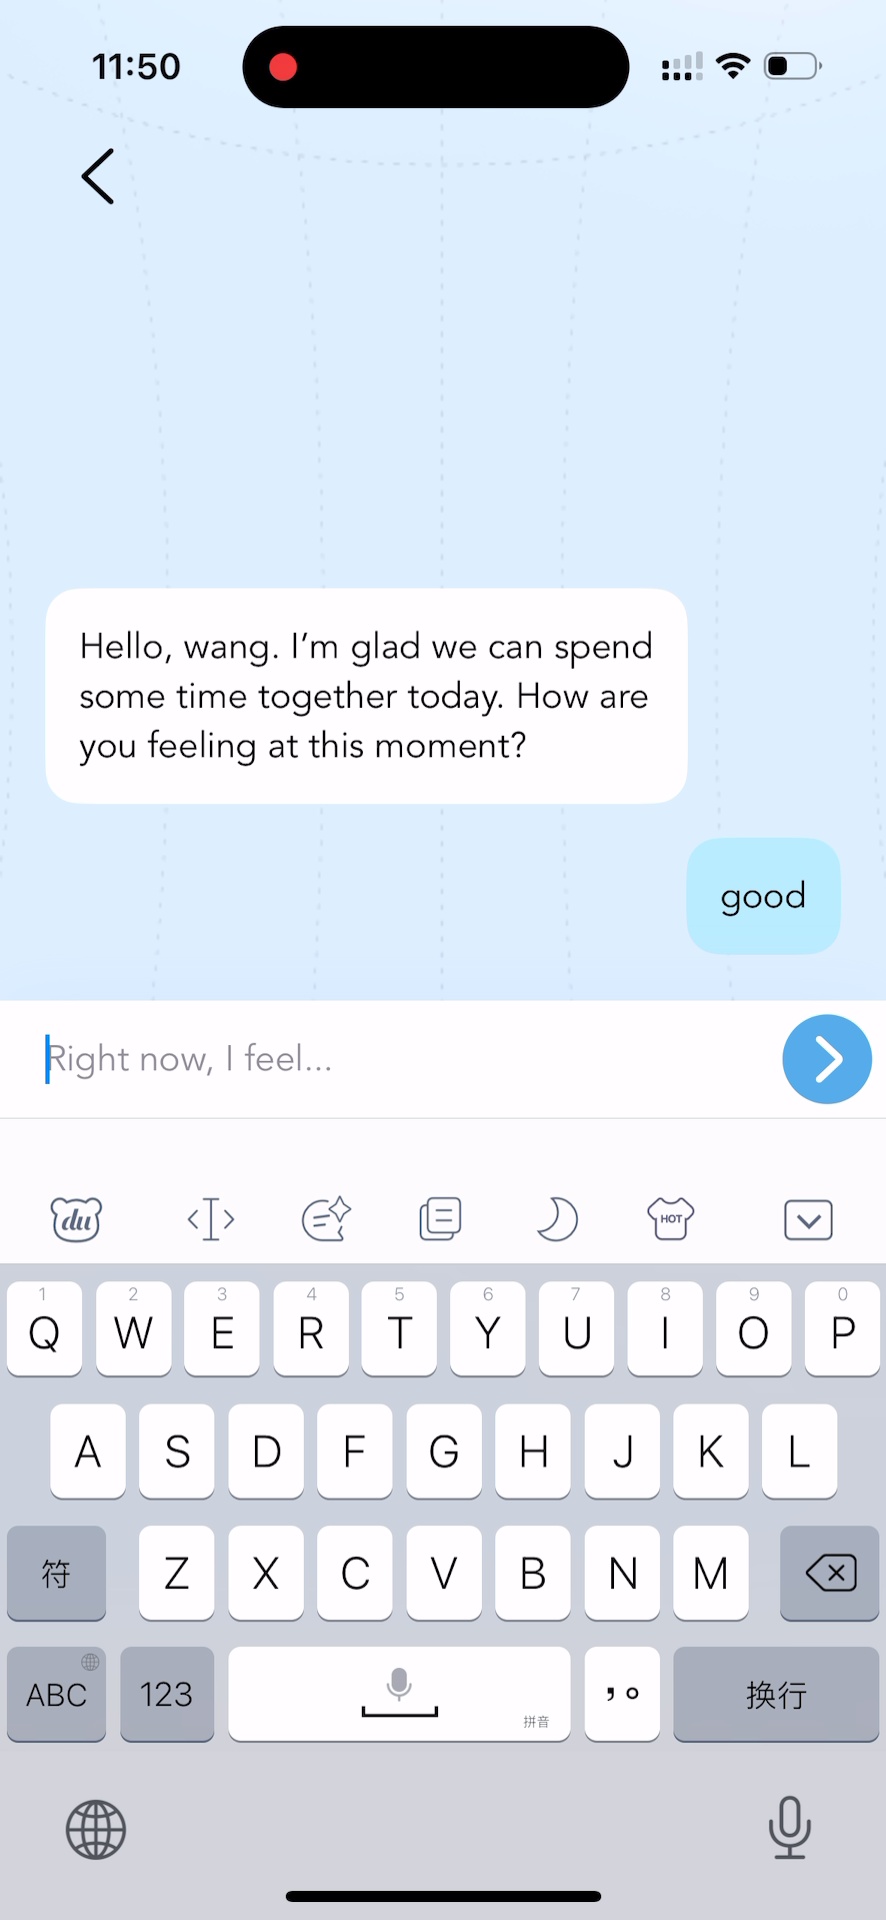 11:50
Hello, wang. I’m glad we can spend
some time together today. How are
you feeling at this moment?
good
Right now, I feel...
du
HOT
1 2 3 4 5 6 7 8 9 0
Q W E R T Y U I O P
A S D F G H J K L
符 Z X C V B N M
ABC 123 拼音 ，。 换行